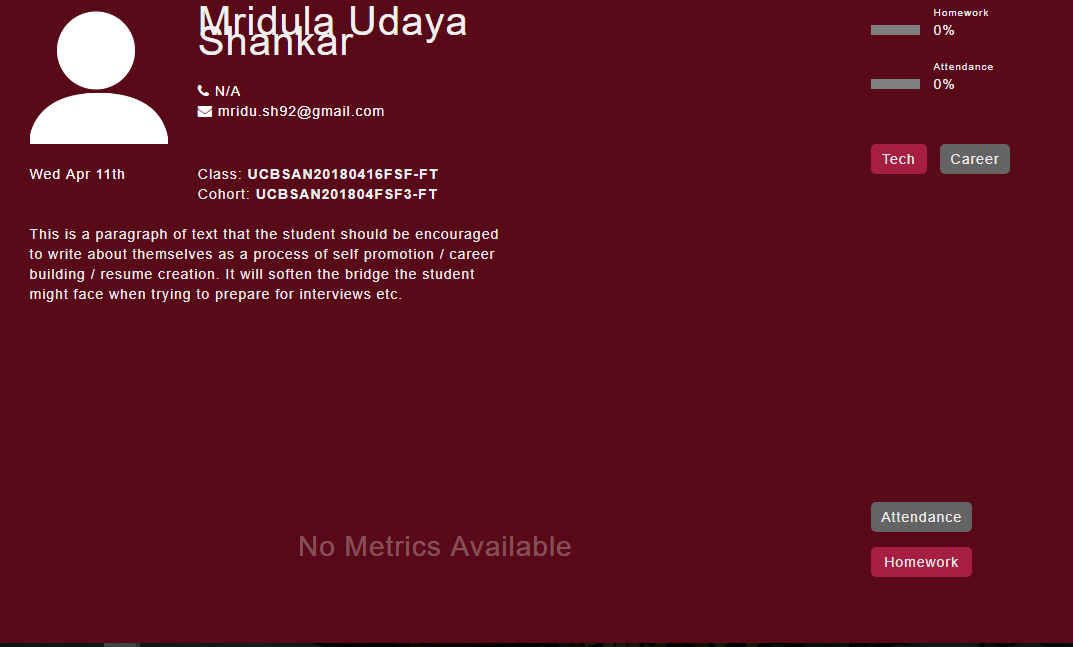 Mridula Udaya
Shankar
N/A
mridu.sh92@gmail.com
Homework
0%
Attendance
0%
Tech
Career
Wed Apr 11th
Class: UCBSAN20180416FSF-FT
Cohort: UCBSAN201804FSF3-FT
This is a paragraph of text that the student should be encouraged
to write about themselves as a process of self promotion / career
building / resume creation. It will soften the bridge the student
might face when trying to prepare for interviews etc.
No Metrics Available
Attendance
Homework